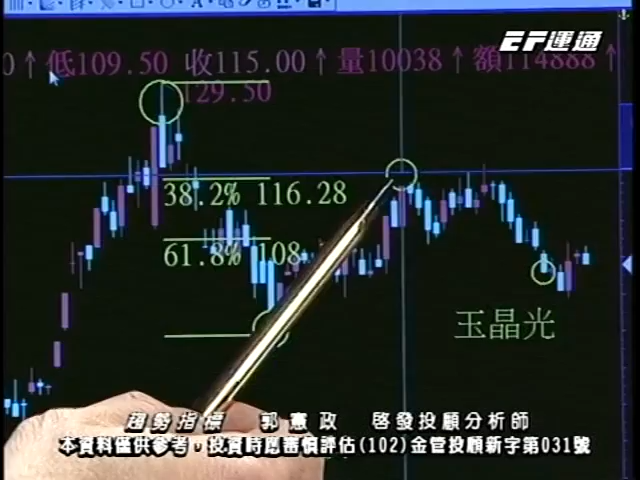 EF運通
0↑ 低109.50 收115.00↑ 量10038↑ 額114888↑
129.50
38.2% 116.28
61.8% 108
玉晶光
趨勢指標 郭憲政 啓發投顧分析師
本資料僅供參考，投資時應審慎評估(102)金管投顧新字第031號